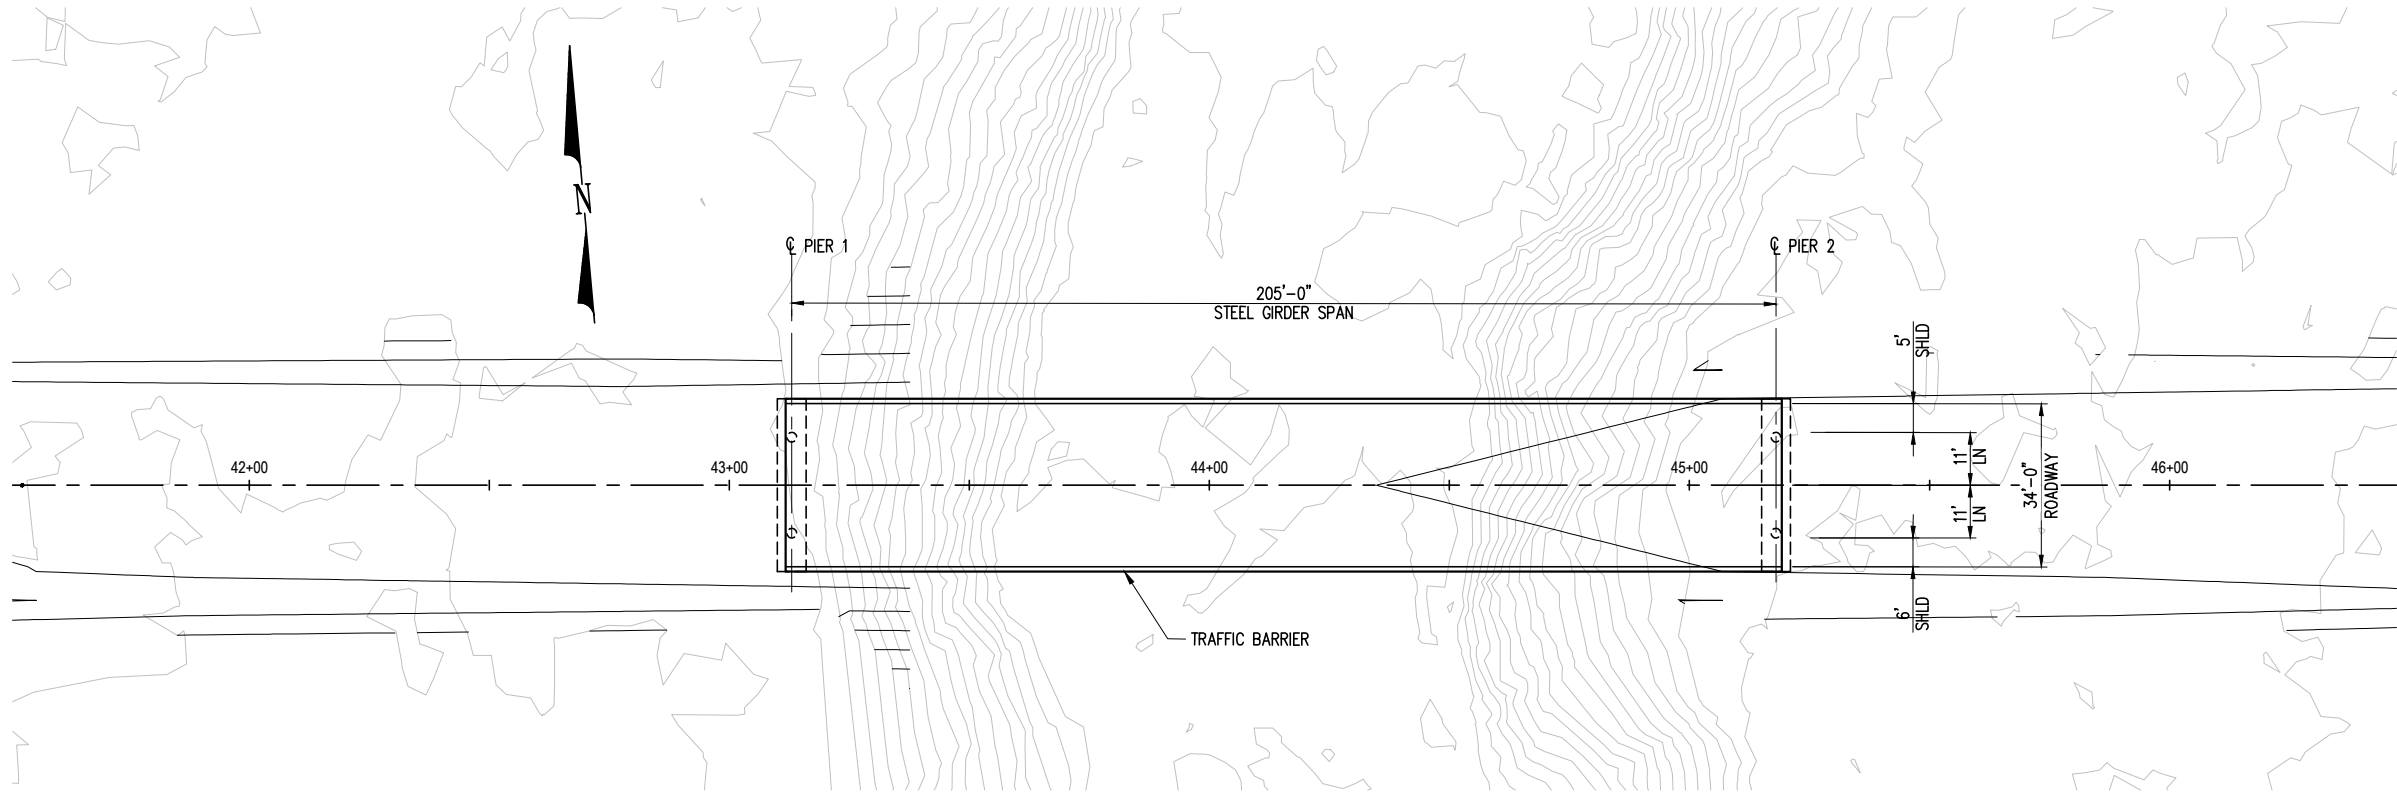 N
℄ PIER 1
℄ PIER 2
205'-0"
STEEL GIRDER SPAN
5'
SHLD
42+00
43+00
44+00
45+00
46+00
11'
LN
11'
LN
34'-0"
ROADWAY
6'
SHLD
TRAFFIC BARRIER